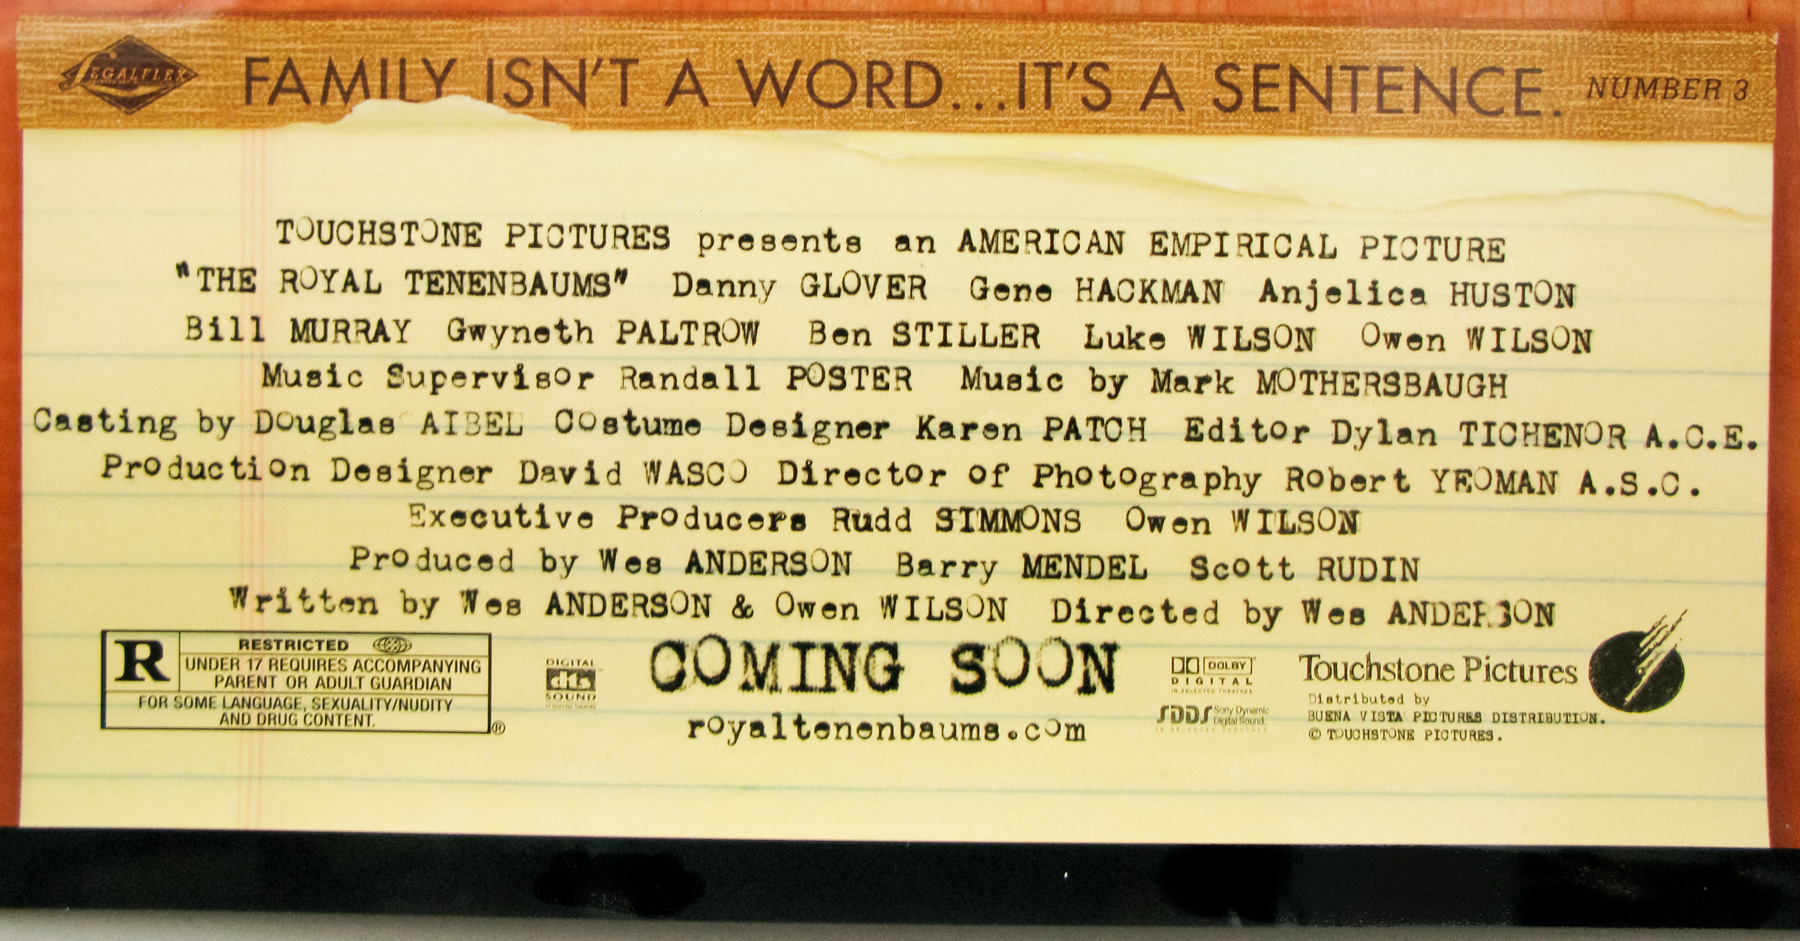 LEGALFLEX FAMILY ISN'T A WORD...IT'S A SENTENCE. NUMBER 3
TOUCHSTONE PICTURES presents an AMERICAN EMPIRICAL PICTURE
"THE ROYAL TENENBAUMS" Danny GLOVER Gene HACKMAN Anjelica HUSTON
Bill MURRAY Gwyneth PALTROW Ben STILLER Luke WILSON Owen WILSON
Music Supervisor Randall POSTER Music by Mark MOTHERSBAUGH
Casting by Douglas AIBEL Costume Designer Karen PATCH Editor Dylan TICHENOR A.C.E.
Production Designer David WASCO Director of Photography Robert YEOMAN A.S.C.
Executive Producers Rudd SIMMONS Owen WILSON
Produced by Wes ANDERSON Barry MENDEL Scott RUDIN
Written by Wes ANDERSON & Owen WILSON Directed by Wes ANDERSON
R RESTRICTED
UNDER 17 REQUIRES ACCOMPANYING
PARENT OR ADULT GUARDIAN
FOR SOME LANGUAGE, SEXUALITY/NUDITY
AND DRUG CONTENT.
®
DIGITAL
dts
SOUND
COMING SOON
royaltenenbaums.com
DOLBY
DIGITAL
IN SELECTED THEATRES
SDDS Sony Dynamic
Digital Sound
IN SELECTED THEATRES
Touchstone Pictures
Distributed by
BUENA VISTA PICTURES DISTRIBUTION.
© TOUCHSTONE PICTURES.